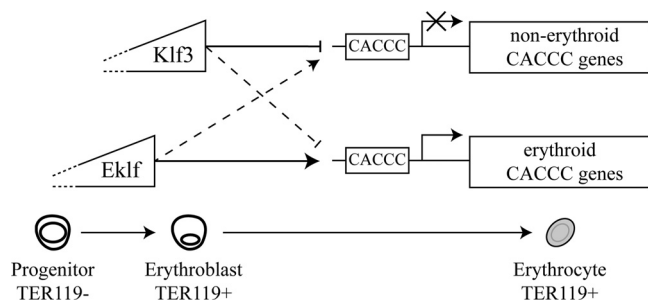 Klf3
CACCC
non-erythroid
CACCC genes
Eklf
CACCC
erythroid
CACCC genes
Progenitor
TER119-
Erythroblast
TER119+
Erythrocyte
TER119+